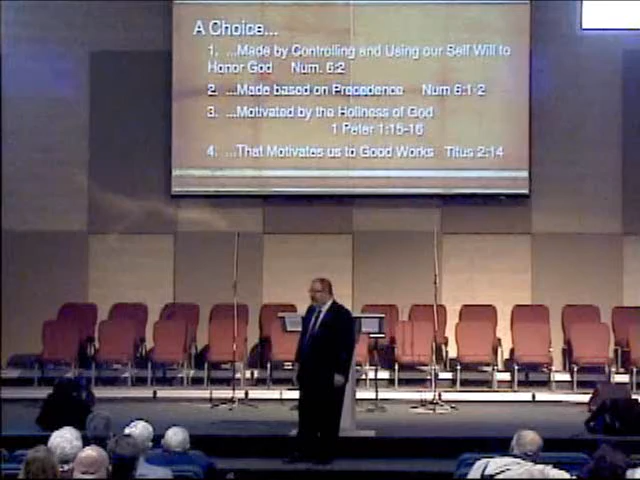 A Choice...
1. ...Made by Controlling and Using our Self Will to
Honor God Num. 6:2
2. ...Made based on Precedence Num 6:1-2
3. ...Motivated by the Holiness of God
1 Peter 1:15-16
4. ...That Motivates us to Good Works Titus 2:14